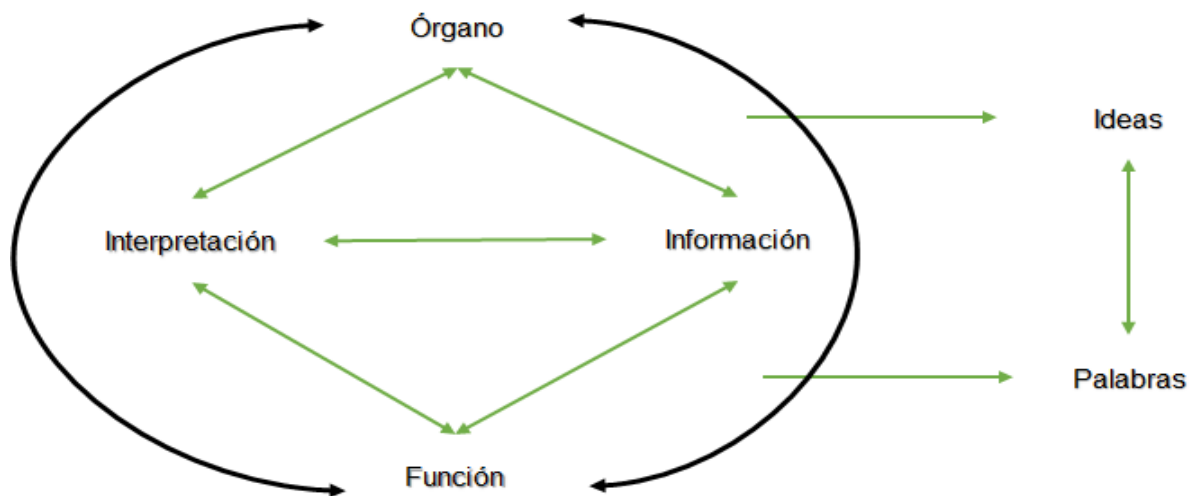 Órgano
Ideas
Interpretación
Información
Palabras
Función